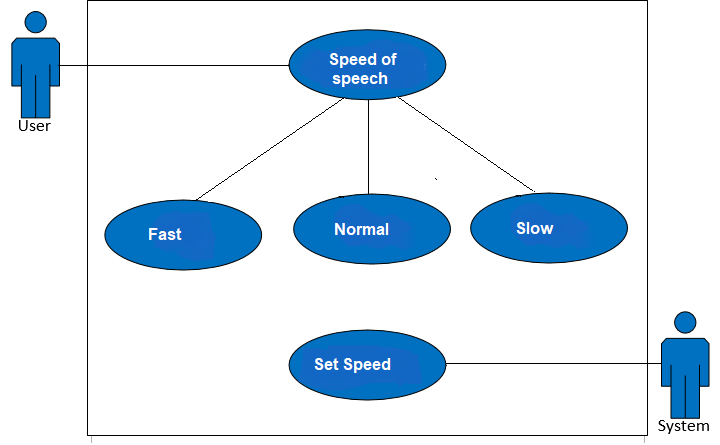 User
Speed of
speech
Fast
Normal
Slow
Set Speed
System